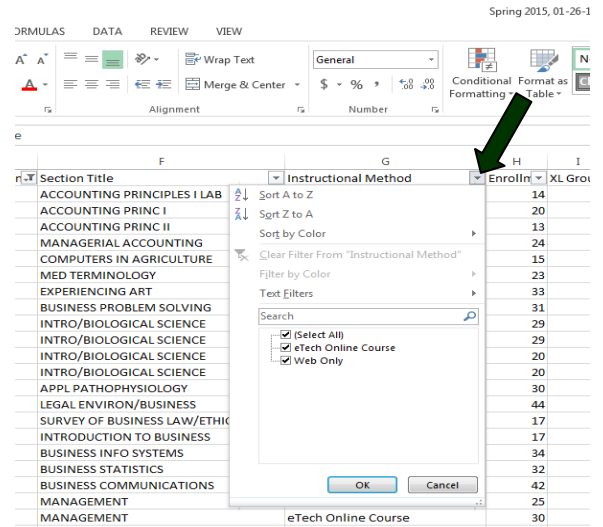 Spring 2015, 01-26-1
ORMULAS DATA REVIEW VIEW
A A Wrap Text General N
A Merge & Center $ % , .0 .00 .00 .0 Conditional Formatting Format as Table
Alignment Number
e
F G H I
n Section Title Instructional Method Enrollm XL Grou
ACCOUNTING PRINCIPLES I LAB 14
ACCOUNTING PRINC I 20
ACCOUNTING PRINC II 13
MANAGERIAL ACCOUNTING 24
COMPUTERS IN AGRICULTURE 15
MED TERMINOLOGY 23
EXPERIENCING ART 33
BUSINESS PROBLEM SOLVING 31
INTRO/BIOLOGICAL SCIENCE 29
INTRO/BIOLOGICAL SCIENCE 29
INTRO/BIOLOGICAL SCIENCE 20
INTRO/BIOLOGICAL SCIENCE 20
APPL PATHOPHYSIOLOGY 30
LEGAL ENVIRON/BUSINESS 44
SURVEY OF BUSINESS LAW/ETHIC 17
INTRODUCTION TO BUSINESS 17
BUSINESS INFO SYSTEMS 34
BUSINESS STATISTICS 32
BUSINESS COMMUNICATIONS 42
MANAGEMENT 25
MANAGEMENT eTech Online Course 30
Sort A to Z
Sort Z to A
Sort by Color
Clear Filter From "Instructional Method"
Filter by Color
Text Filters
Search
(Select All)
eTech Online Course
Web Only
OK Cancel